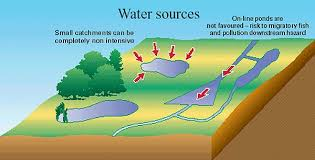 Water sources
Small catchments can be
completely non intensive
On-line ponds are
not favoured – risk to migratory fish
and pollution downstream hazard